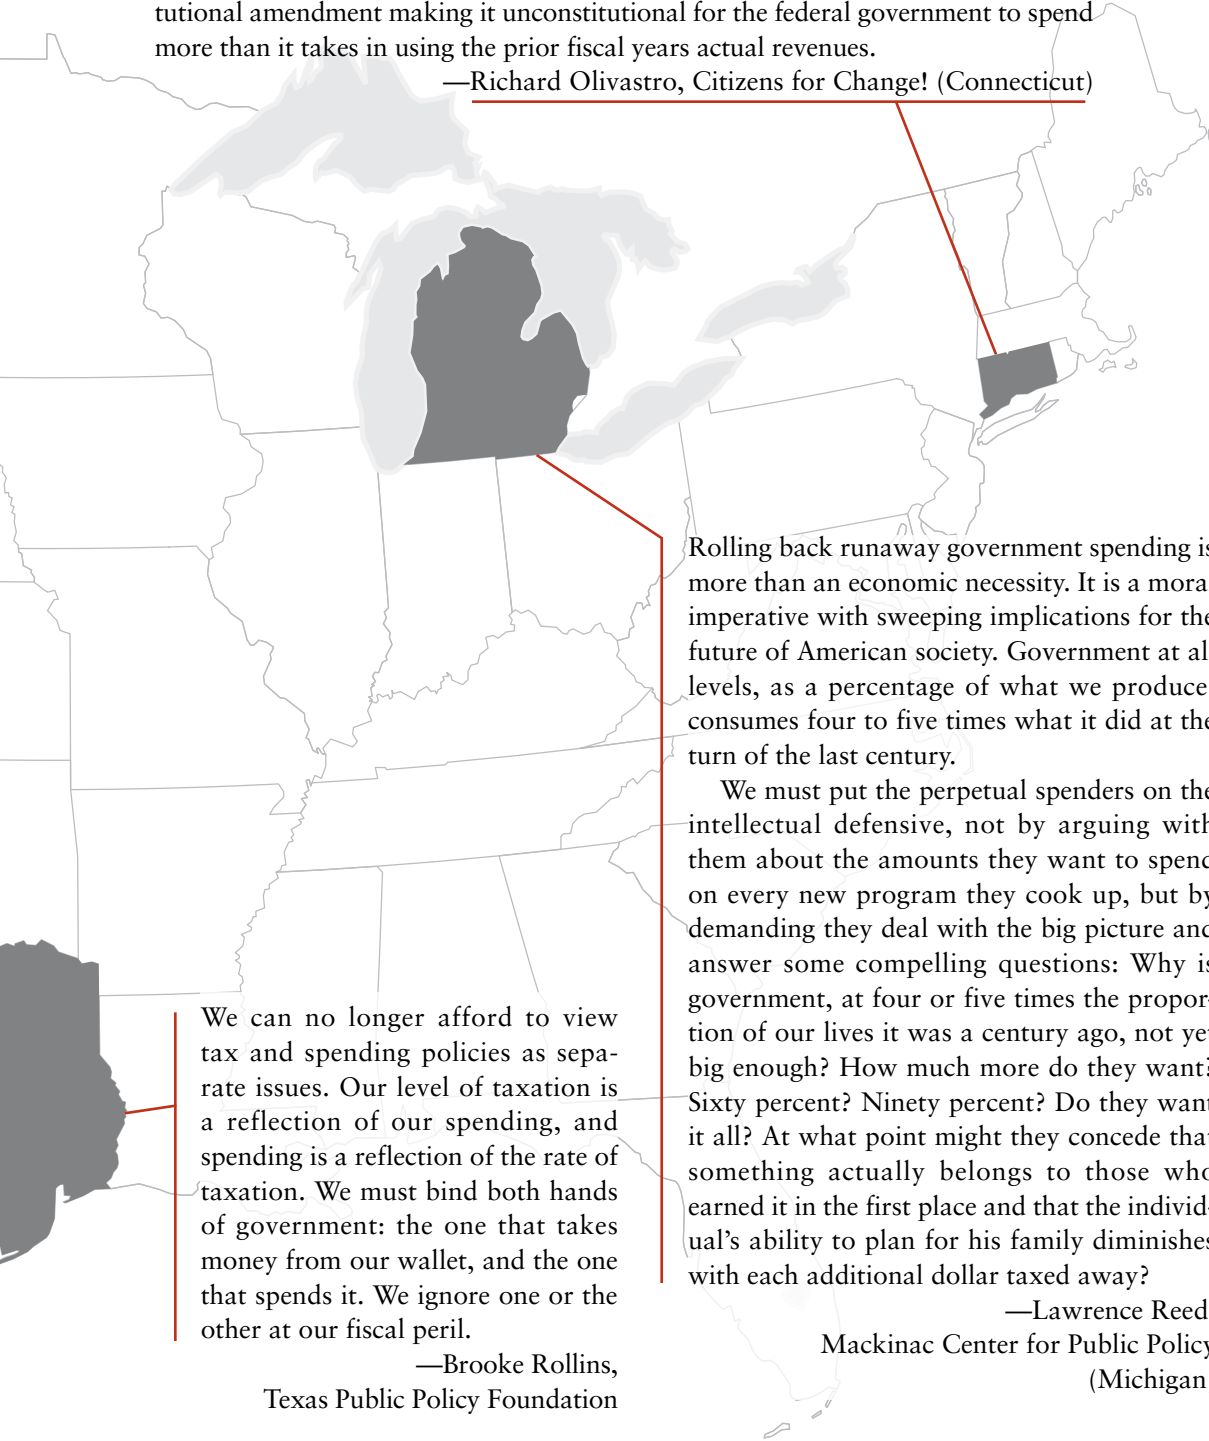 tutional amendment making it unconstitutional for the federal government to spend
more than it takes in using the prior fiscal years actual revenues.
—Richard Olivastro, Citizens for Change! (Connecticut)
Rolling back runaway government spending is
more than an economic necessity. It is a mora
imperative with sweeping implications for the
future of American society. Government at al
levels, as a percentage of what we produce
consumes four to five times what it did at the
turn of the last century.
We must put the perpetual spenders on the
intellectual defensive, not by arguing with
them about the amounts they want to spend
on every new program they cook up, but by
demanding they deal with the big picture and
answer some compelling questions: Why is
government, at four or five times the propor-
tion of our lives it was a century ago, not yet
big enough? How much more do they want?
Sixty percent? Ninety percent? Do they want
it all? At what point might they concede that
something actually belongs to those who
earned it in the first place and that the individ-
ual's ability to plan for his family diminishes
with each additional dollar taxed away?
—Lawrence Reed
Mackinac Center for Public Policy
(Michigan
We can no longer afford to view
tax and spending policies as sepa-
rate issues. Our level of taxation is
a reflection of our spending, and
spending is a reflection of the rate of
taxation. We must bind both hands
of government: the one that takes
money from our wallet, and the one
that spends it. We ignore one or the
other at our fiscal peril.
—Brooke Rollins,
Texas Public Policy Foundation